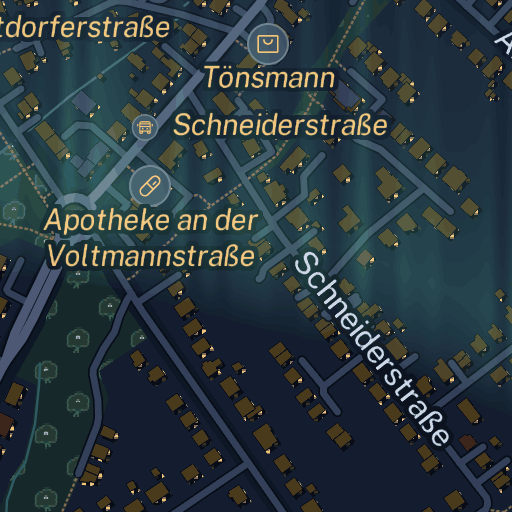 tdorferstraße
Tönsmann
Schneiderstraße
Apotheke an der
Voltmannstraße
Schneiderstraße
A